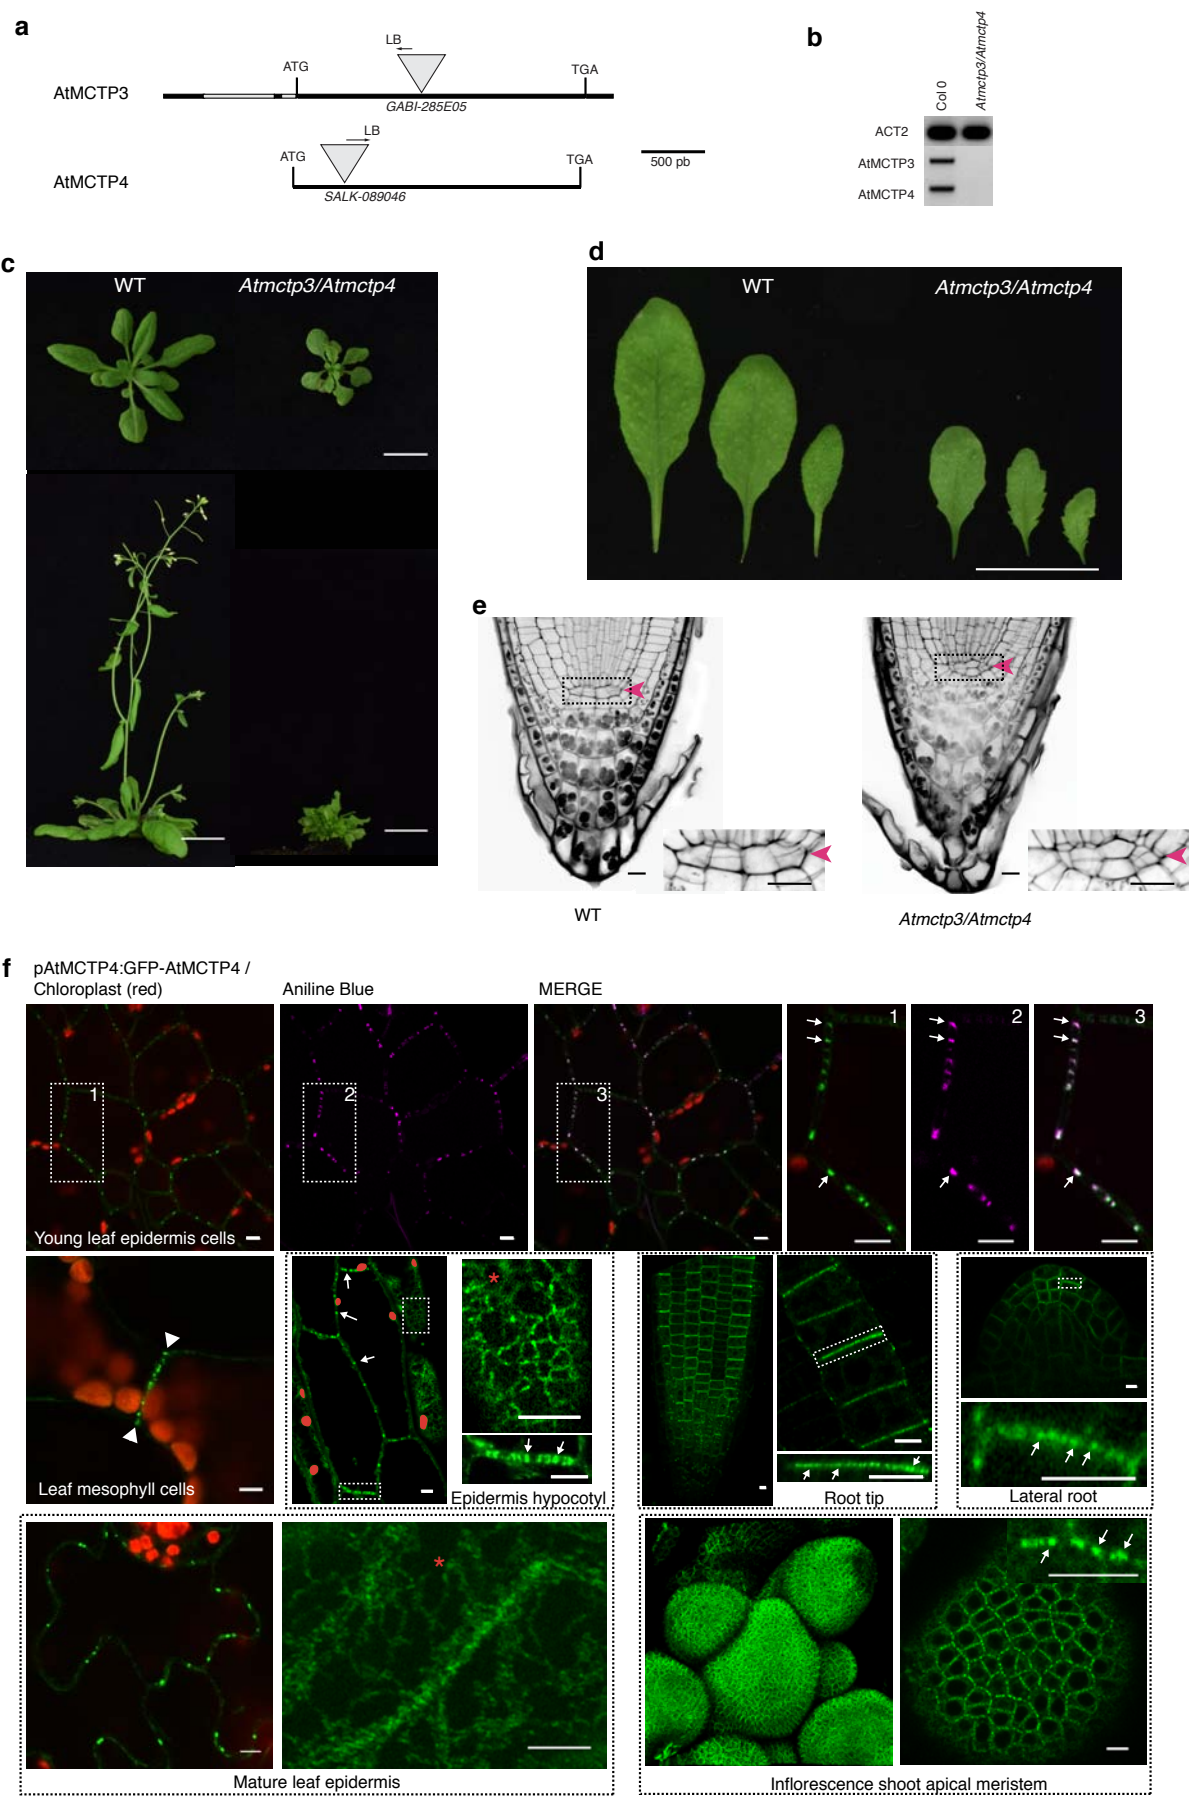 a
LB
ATG
TGA
AtMCTP3
GABI-285E05
LB
ATG
TGA
500 pb
AtMCTP4
SALK-089046
b
Col 0
Atmctp3/Atmctp4
ACT2
AtMCTP3
AtMCTP4
c
WT
Atmctp3/Atmctp4
d
WT
Atmctp3/Atmctp4
e
WT
Atmctp3/Atmctp4
f
pAtMCTP4:GFP-AtMCTP4 /
Chloroplast (red)
Aniline Blue
MERGE
1
2
3
1
2
3
Young leaf epidermis cells
Leaf mesophyll cells
*
Epidermis hypocotyl
Root tip
Lateral root
*
Mature leaf epidermis
Inflorescence shoot apical meristem